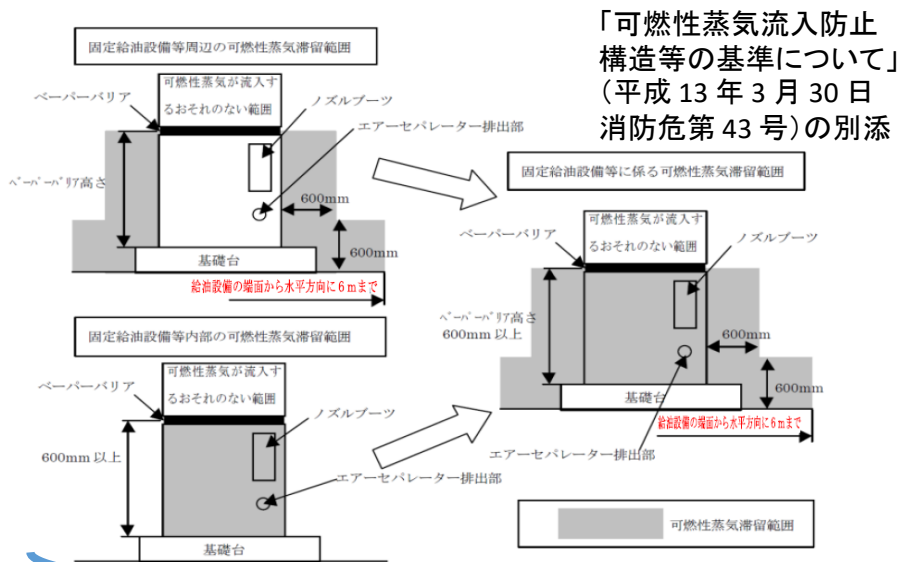 「可燃性蒸気流入防止
構造等の基準について」
(平成 13 年 3 月 30 日
消防危第 43 号)の別添
固定給油設備等周辺の可燃性蒸気滞留範囲
可燃性蒸気が流入す
るおそれのない範囲
ベーパーバリア
ノズルブーツ
エアーセパレーター排出部
ベーパーバリア高さ
600mm
600mm
基礎台
給油設備の端面から水平方向に6mまで
固定給油設備等内部の可燃性蒸気滞留範囲
可燃性蒸気が流入す
るおそれのない範囲
ベーパーバリア
ノズルブーツ
600mm 以上
エアーセパレーター排出部
基礎台
固定給油設備等に係る可燃性蒸気滞留範囲
可燃性蒸気が流入す
るおそれのない範囲
ベーパーバリア
ノズルブーツ
ベーパーバリア高さ
600mm 以上
600mm
600mm
基礎台
給油設備の端面から水平方向に6mまで
エアーセパレーター排出部
可燃性蒸気滞留範囲